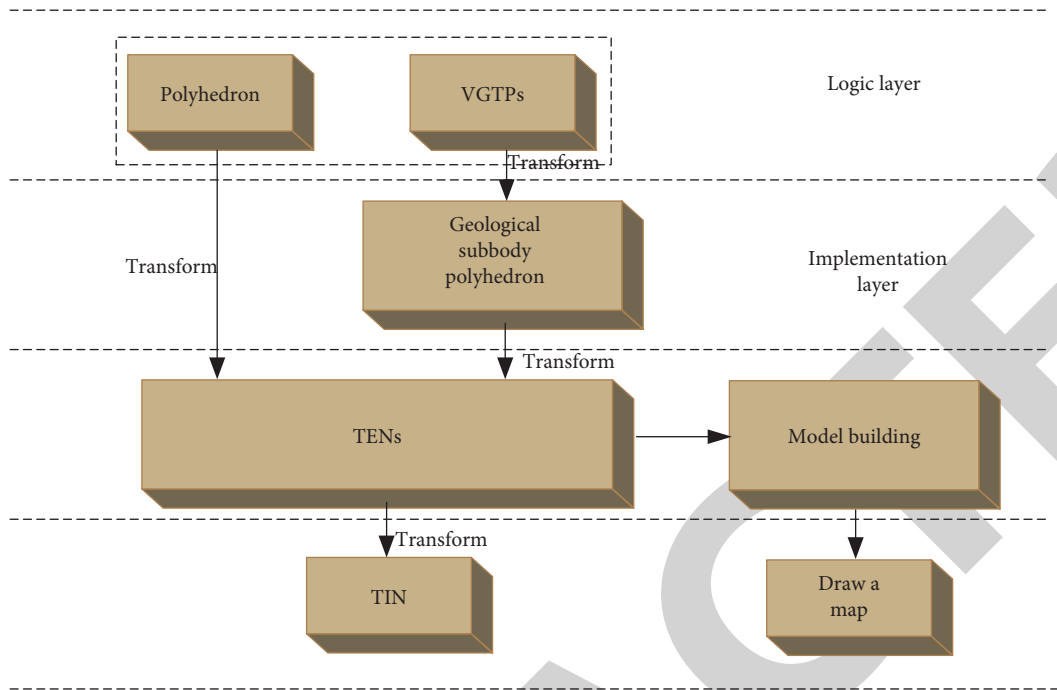 Polyhedron
VGTPs
Logic layer
Transform
Geological
subbody
polyhedron
Transform
Implementation
layer
Transform
TENs
Model building
Transform
TIN
Draw a
map